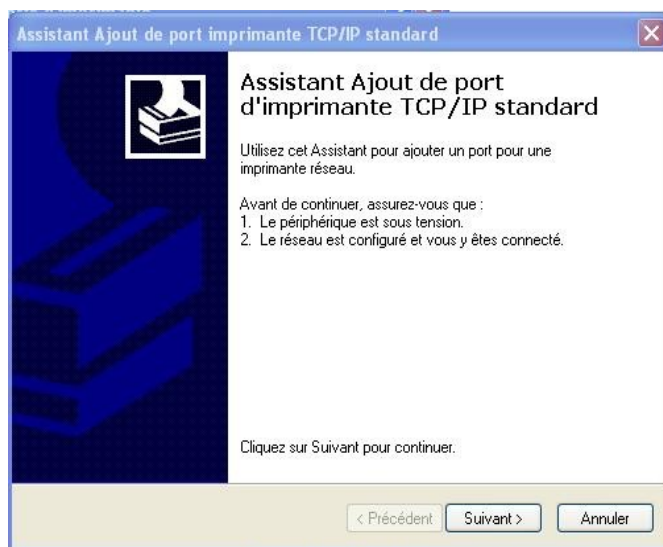 Assistant Ajout de port imprimante TCP/IP standard
Assistant Ajout de port
d'imprimante TCP/IP standard
Utilisez cet Assistant pour ajouter un port pour une
imprimante réseau.
Avant de continuer, assurez-vous que :
1. Le périphérique est sous tension.
2. Le réseau est configuré et vous y êtes connecté.
Cliquez sur Suivant pour continuer.
< Précédent Suivant > Annuler